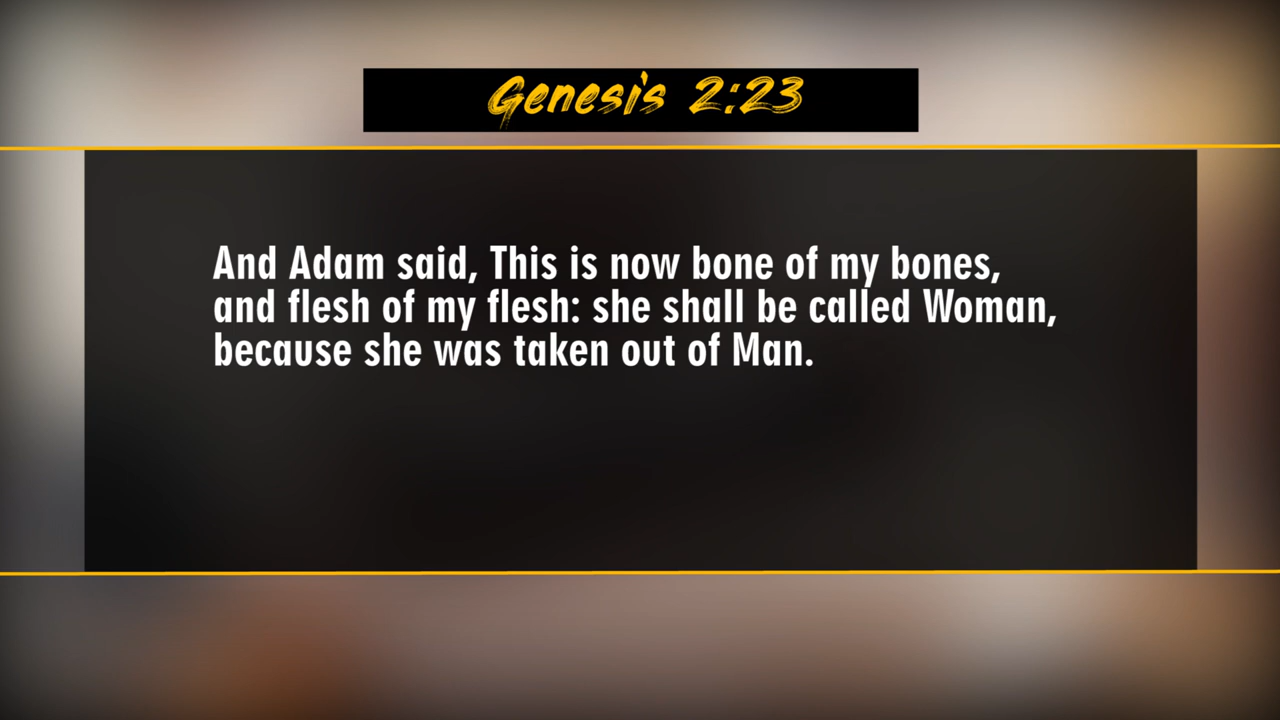 Genesis 2:23
And Adam said, This is now bone of my bones,
and flesh of my flesh: she shall be called Woman,
because she was taken out of Man.